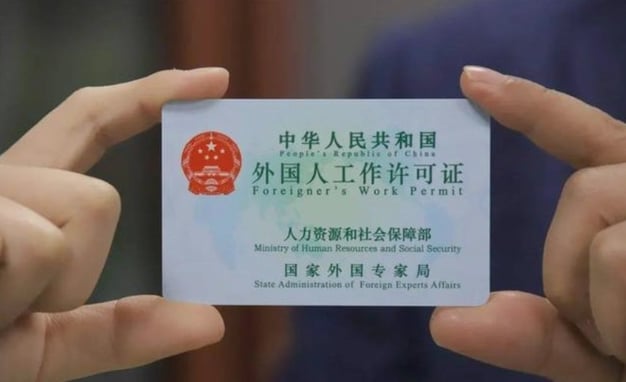 中华人民共和国
People's Republic of China
外国人工作许可证
Foreigner's Work Permit
人力资源和社会保障部
Ministry of Human Resources and Social Security
国家外国专家局
State Administration of Foreign Experts Affairs